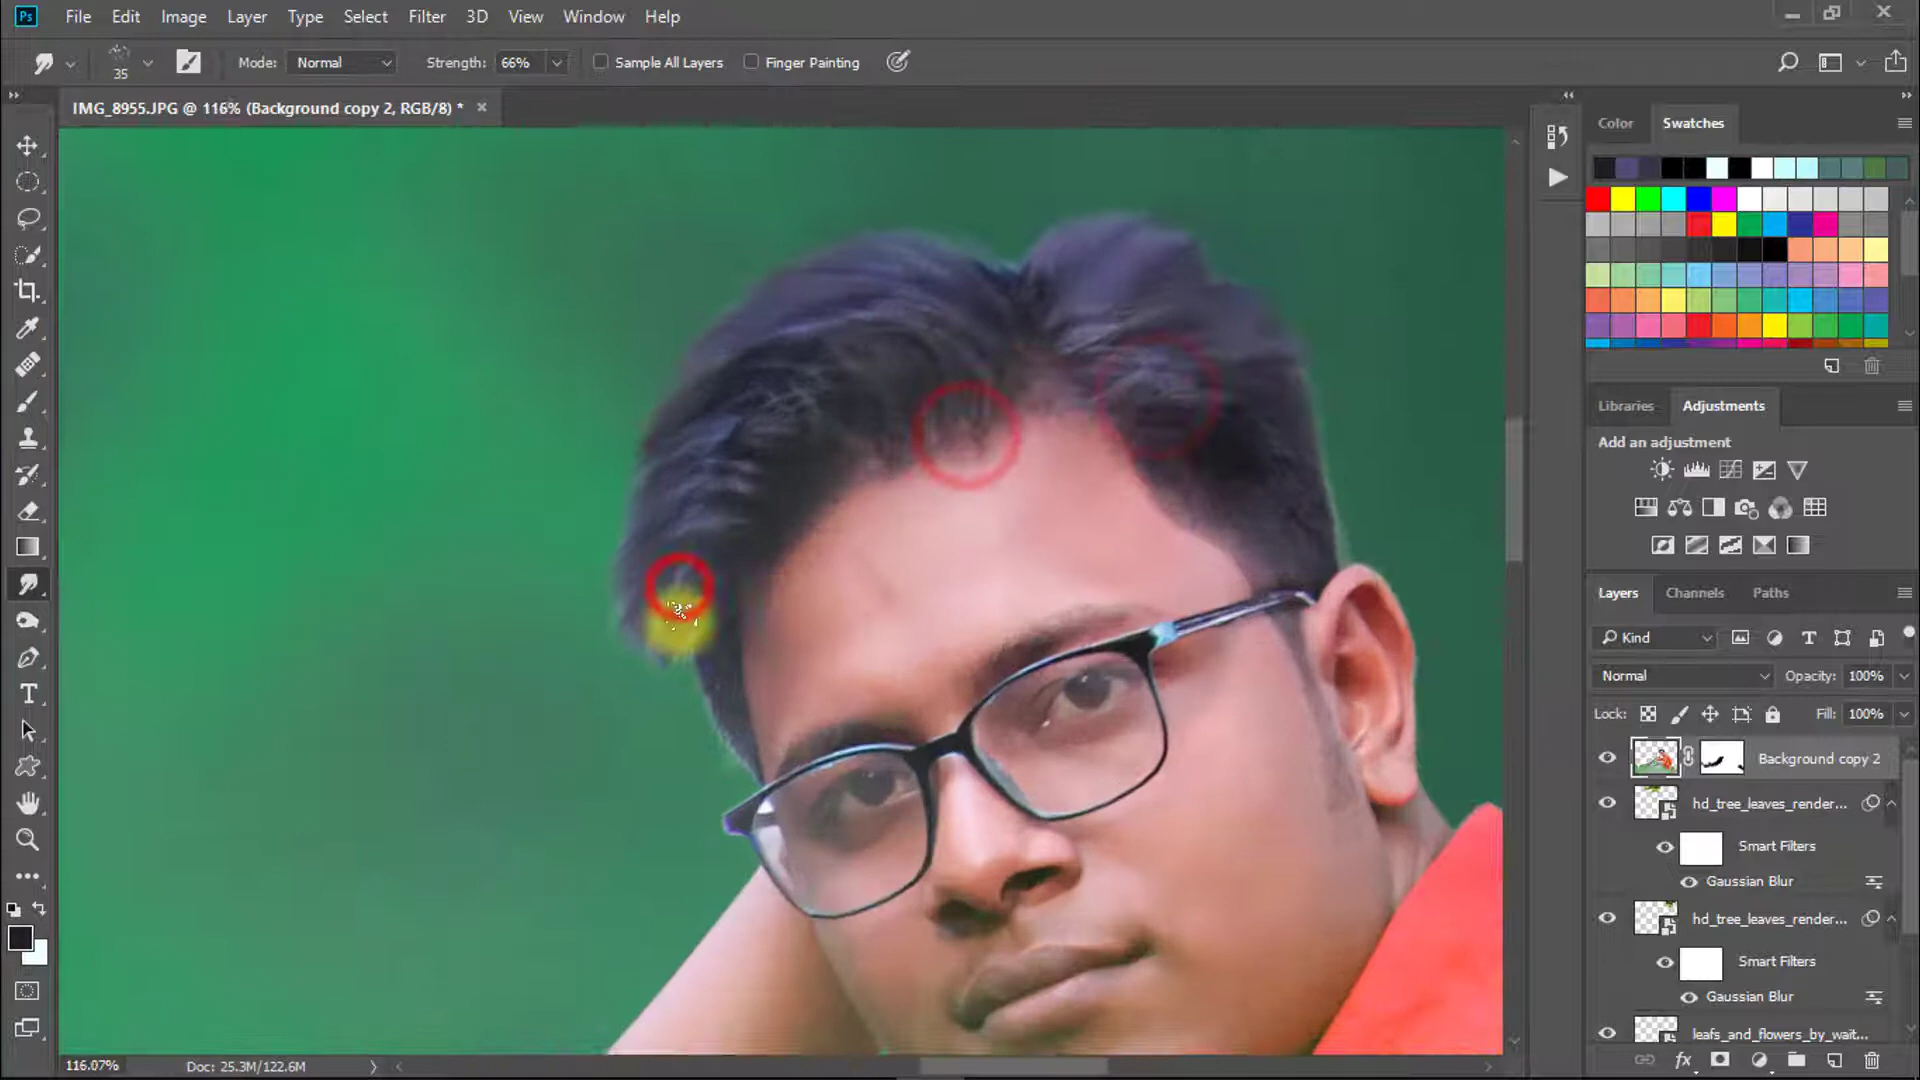 Ps File Edit Image Layer Type Select Filter 3D View Window Help
35 Mode: Normal Strength: 66% Sample All Layers Finger Painting
IMG_8955.JPG @ 116% (Background copy 2, RGB/8) *
Color Swatches
Libraries Adjustments
Add an adjustment
Layers Channels Paths
Kind
Normal Opacity: 100%
Lock: Fill: 100%
Background copy 2
hd_tree_leaves_render...
Smart Filters
Gaussian Blur
hd_tree_leaves_render...
Smart Filters
Gaussian Blur
leafs_and_flowers_by_wait...
116.07% Doc: 25.3M/122.6M